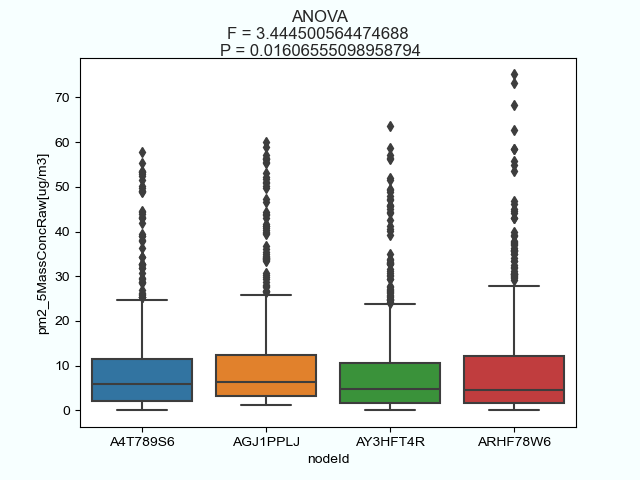 ANOVA
F = 3.444500564474688
P = 0.01606555098958794
pm2_5MassConcRaw[ug/m3]
70
60
50
40
30
20
10
0
A4T789S6 AGJ1PPLJ AY3HFT4R ARHF78W6
nodeId